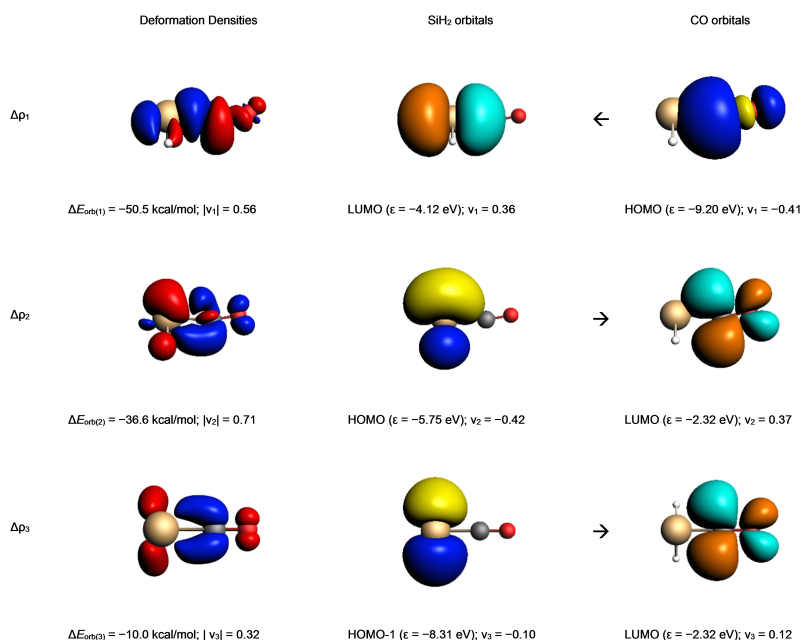 Deformation Densities SiH₂ orbitals CO orbitals
Δρ₁ ←
ΔE_orb(1) = −50.5 kcal/mol; |ν₁| = 0.56 LUMO (ε = −4.12 eV); ν₁ = 0.36 HOMO (ε = −9.20 eV); ν₁ = −0.41
Δρ₂ →
ΔE_orb(2) = −36.6 kcal/mol; |ν₂| = 0.71 HOMO (ε = −5.75 eV); ν₂ = −0.42 LUMO (ε = −2.32 eV); ν₂ = 0.37
Δρ₃ →
ΔE_orb(3) = −10.0 kcal/mol; | ν₃| = 0.32 HOMO-1 (ε = −8.31 eV); ν₃ = −0.10 LUMO (ε = −2.32 eV); ν₃ = 0.12